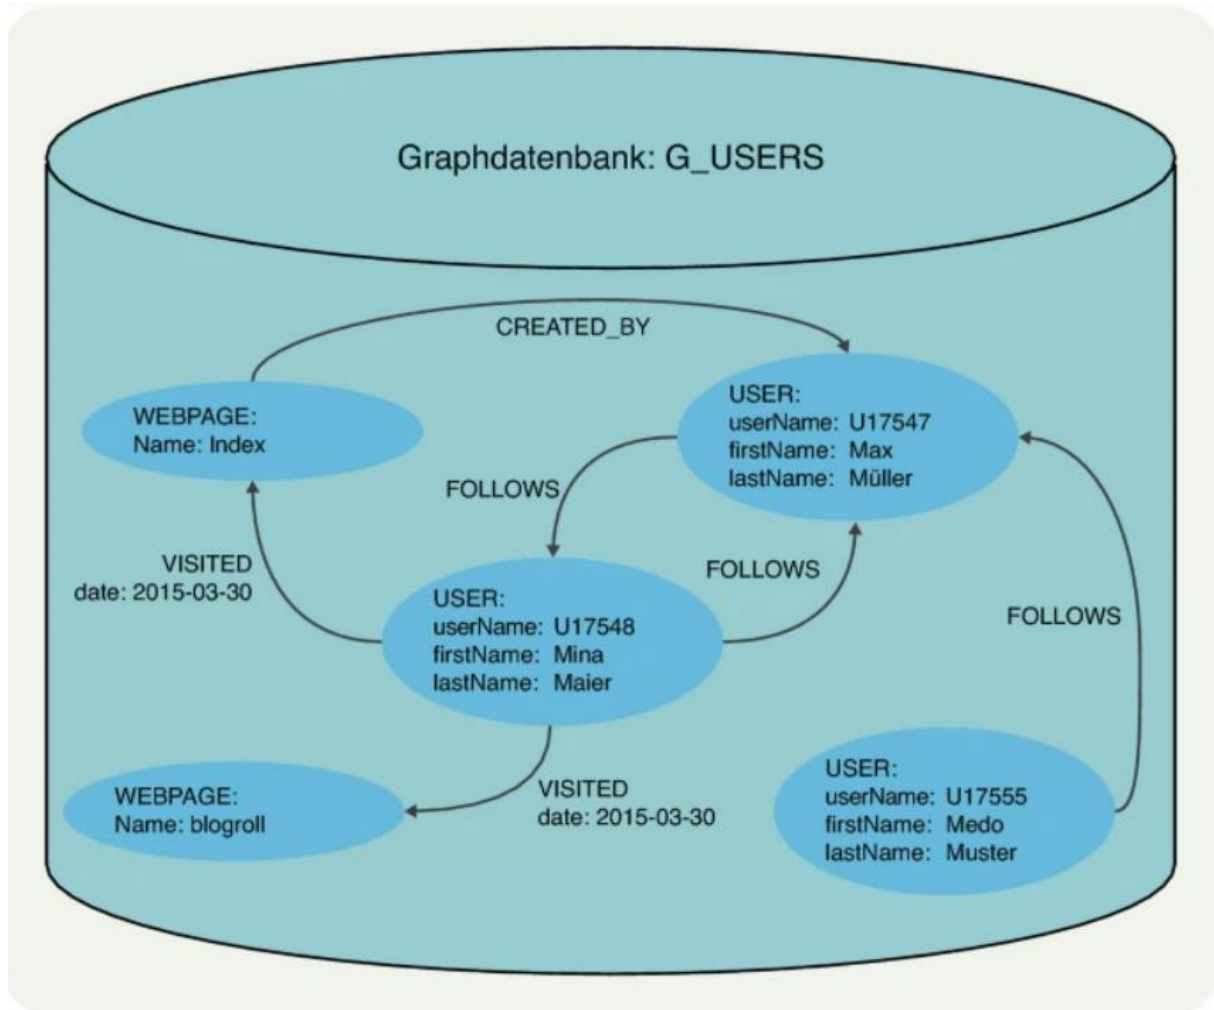 Graphdatenbank: G_USERS
CREATED_BY
WEBPAGE:
Name: Index
USER:
userName: U17547
firstName: Max
lastName: Müller
FOLLOWS
VISITED
date: 2015-03-30
FOLLOWS
USER:
userName: U17548
firstName: Mina
lastName: Maier
FOLLOWS
WEBPAGE:
Name: blogroll
VISITED
date: 2015-03-30
USER:
userName: U17555
firstName: Medo
lastName: Muster